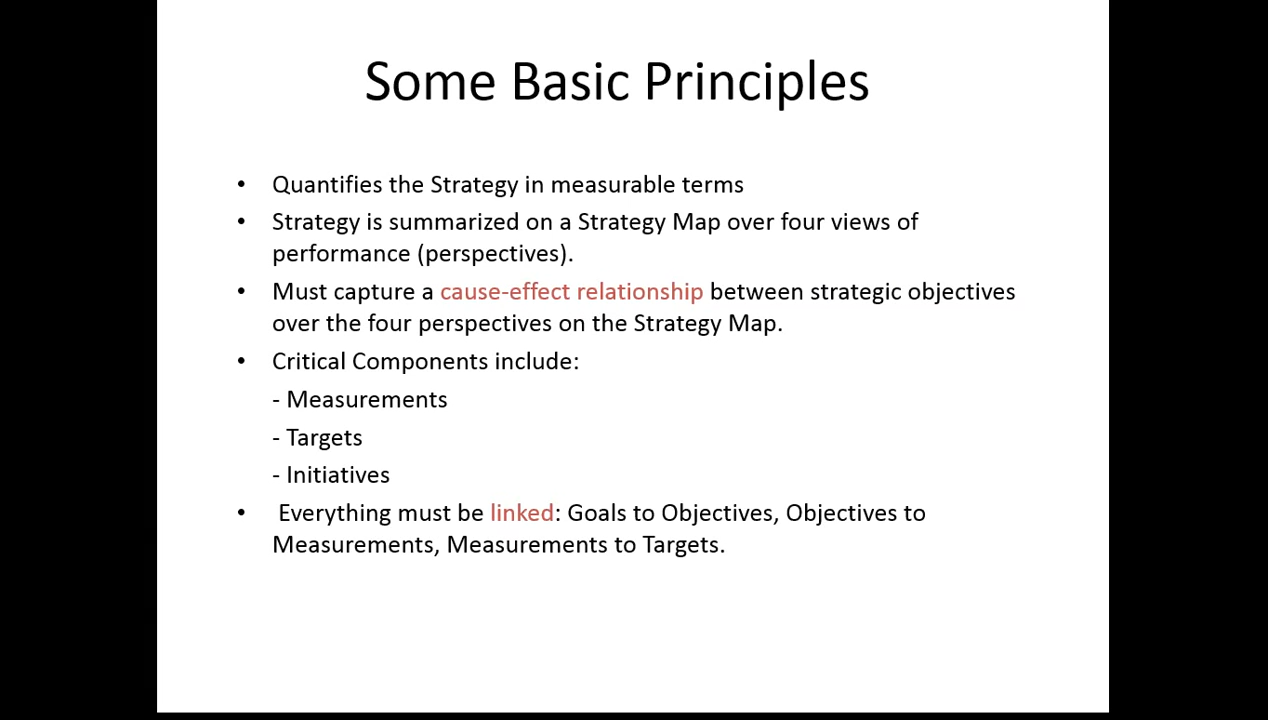 Some Basic Principles
• Quantifies the Strategy in measurable terms
• Strategy is summarized on a Strategy Map over four views of
performance (perspectives).
• Must capture a cause-effect relationship between strategic objectives
over the four perspectives on the Strategy Map.
• Critical Components include:
- Measurements
- Targets
- Initiatives
• Everything must be linked: Goals to Objectives, Objectives to
Measurements, Measurements to Targets.